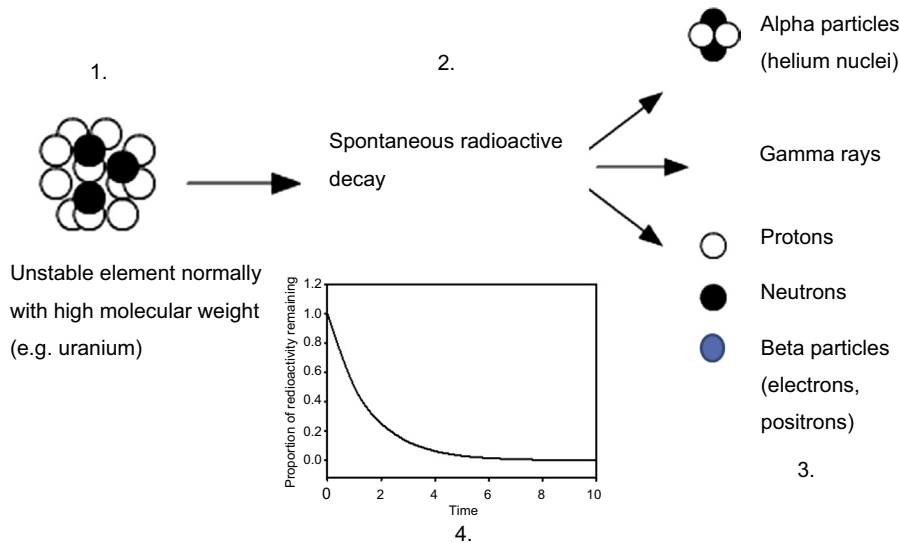 1.
Unstable element normally
with high molecular weight
(e.g. uranium)
2.
Spontaneous radioactive
decay
Alpha particles
(helium nuclei)
Gamma rays
Protons
Neutrons
Beta particles
(electrons,
positrons)
3.
Proportion of redioactivity remaining
1.2
1.0
0.8
0.6
0.4
0.2
0.0
0
2
4
6
8
10
Time
4.